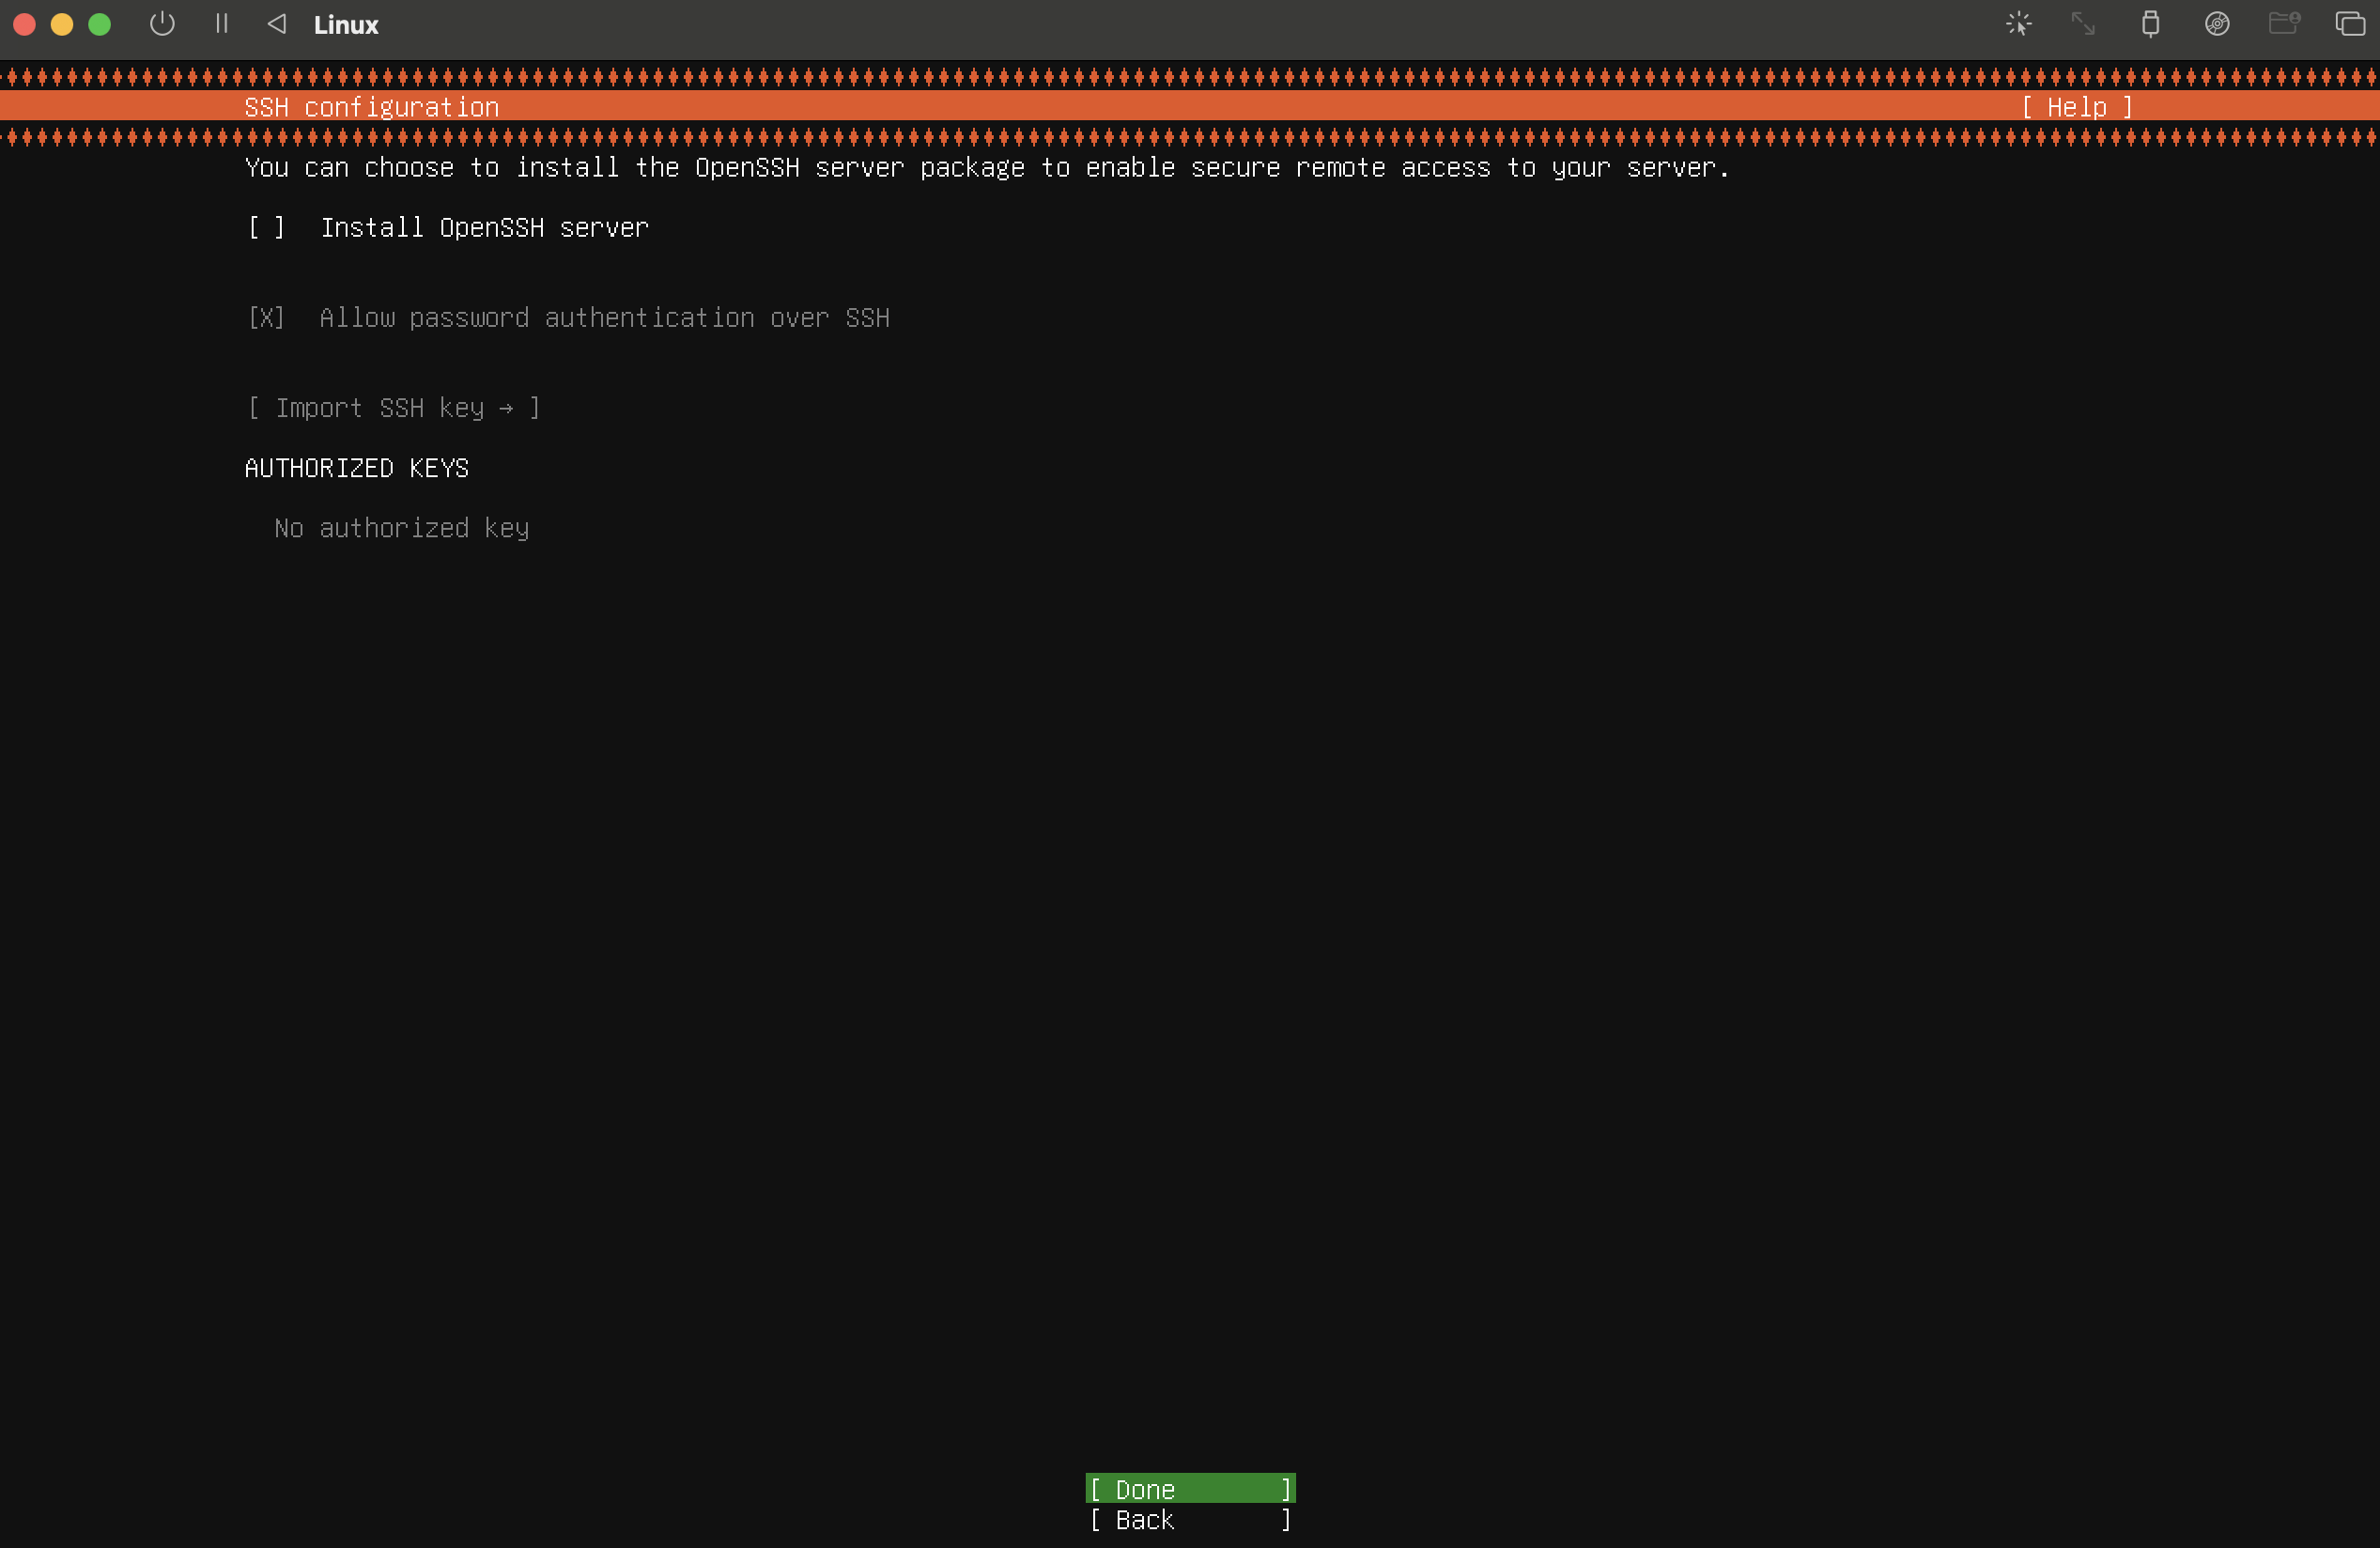 Linux
SSH configuration [ Help ]
You can choose to install the OpenSSH server package to enable secure remote access to your server.
[ ] Install OpenSSH server
[X] Allow password authentication over SSH
[ Import SSH key → ]
AUTHORIZED KEYS
No authorized key
[ Done ]
[ Back ]